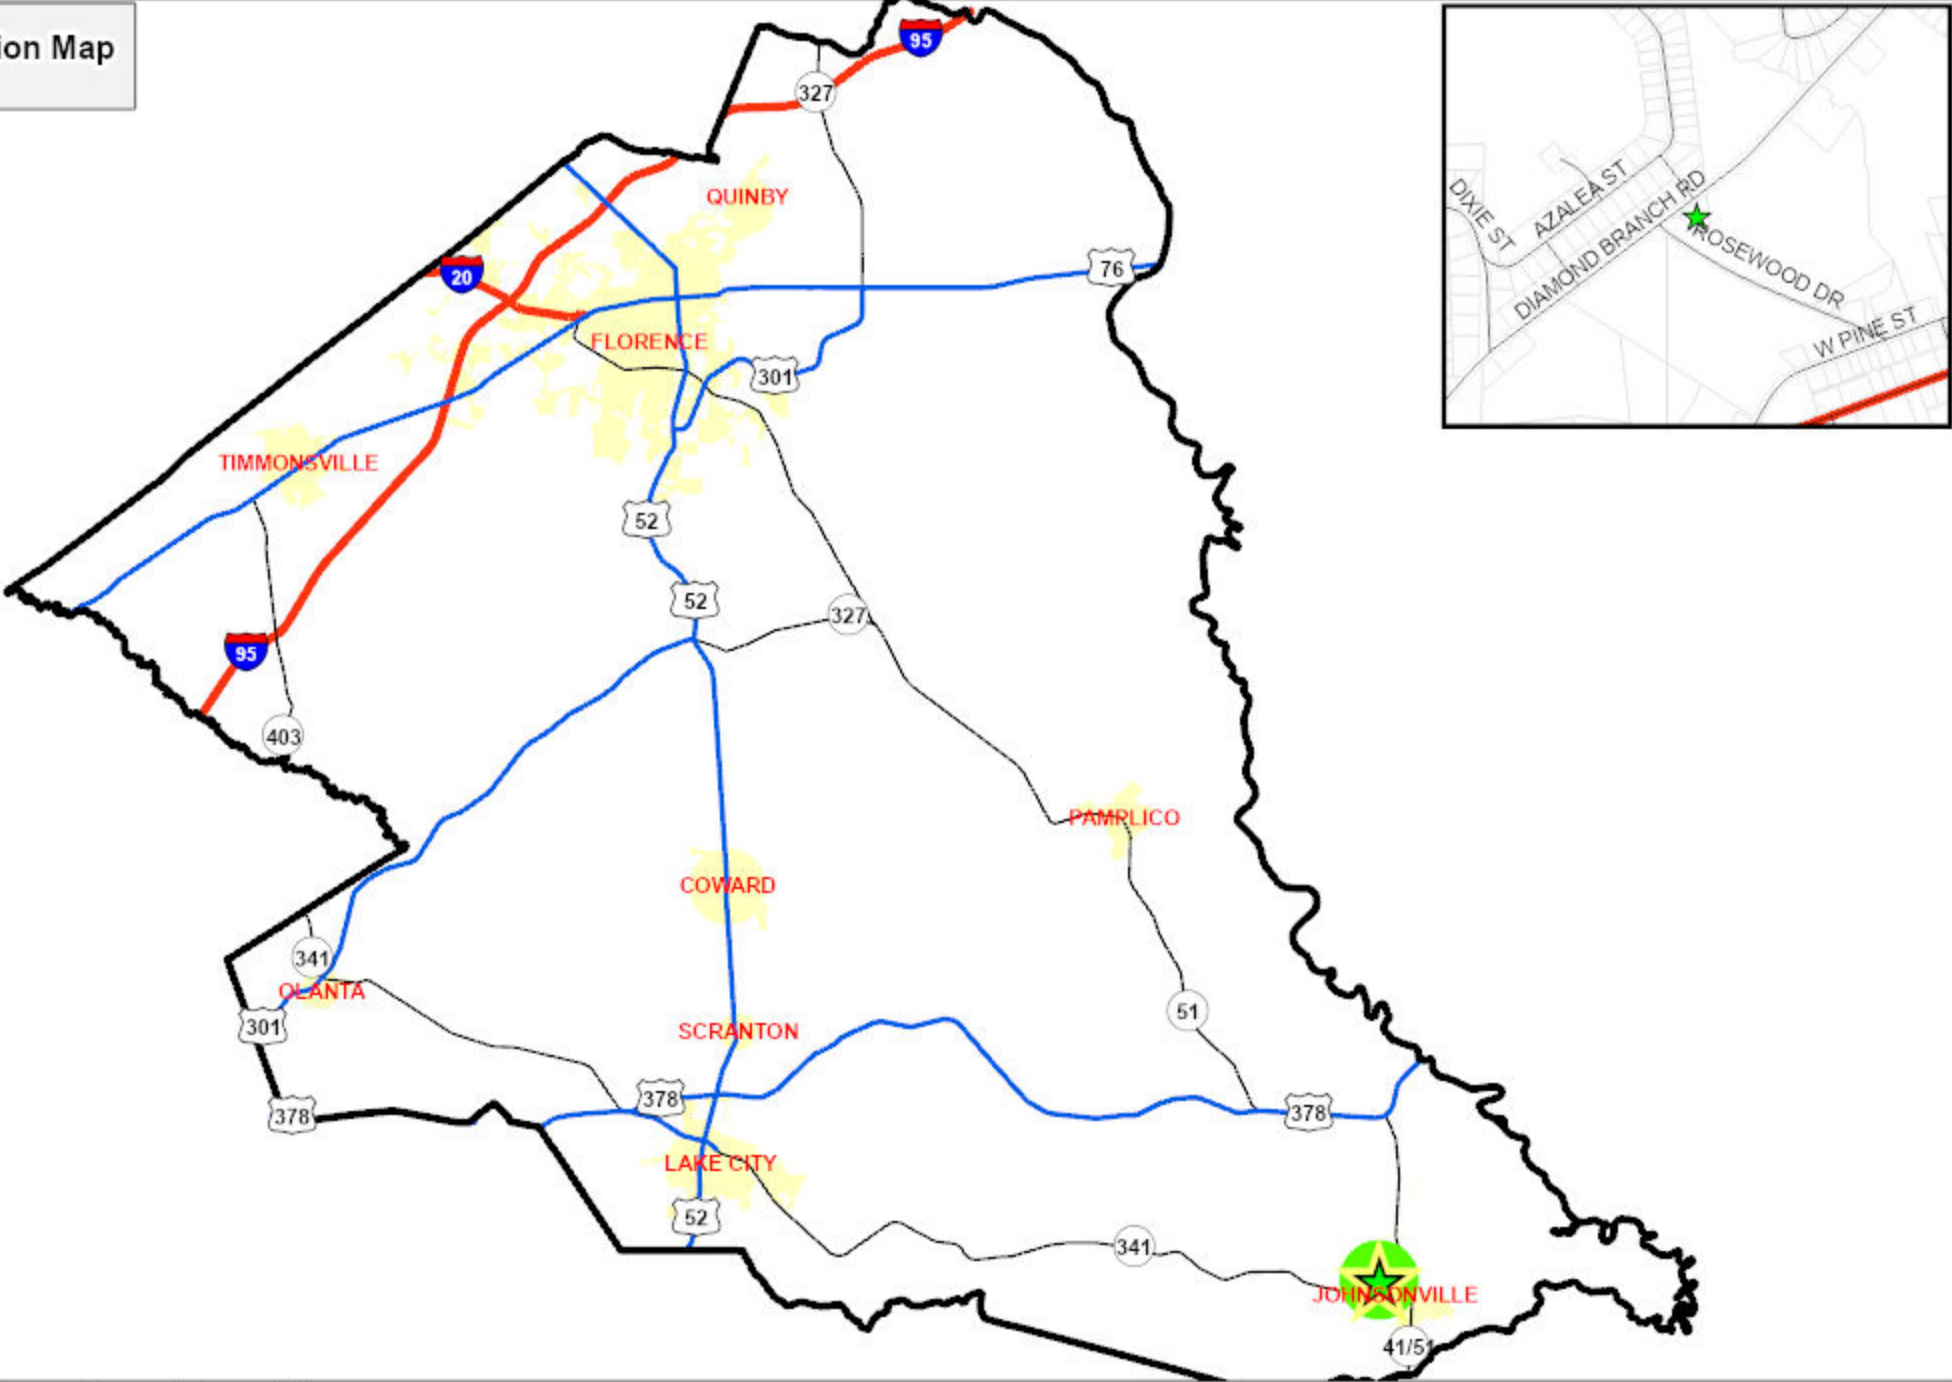 ion Map
95
327
QUINBY
20
76
FLORENCE
301
TIMMONSVILLE
52
52
327
95
403
PAMPLICO
COWARD
341
OLANTA
301
51
SCRANTON
378
378
378
LAKE CITY
52
341
JOHNSONVILLE
41/51
DIXIE ST
AZALEA ST
DIAMOND BRANCH RD
ROSEWOOD DR
W PINE ST